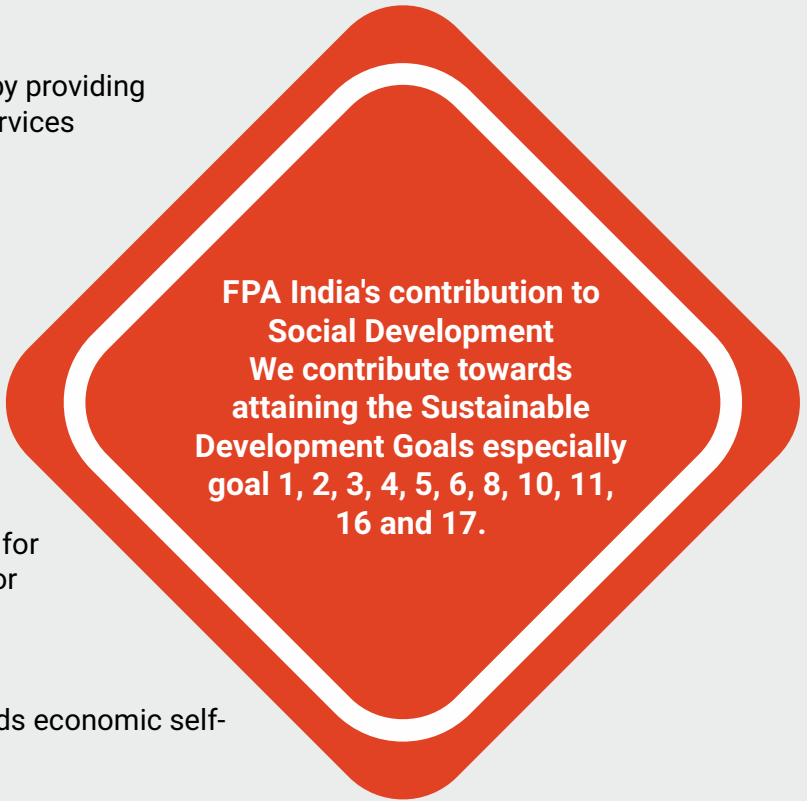 by providing
rvices
FPA India's contribution to
Social Development
We contribute towards
attaining the Sustainable
Development Goals especially
goal 1, 2, 3, 4, 5, 6, 8, 10, 11,
16 and 17.
for
or
ds economic self-